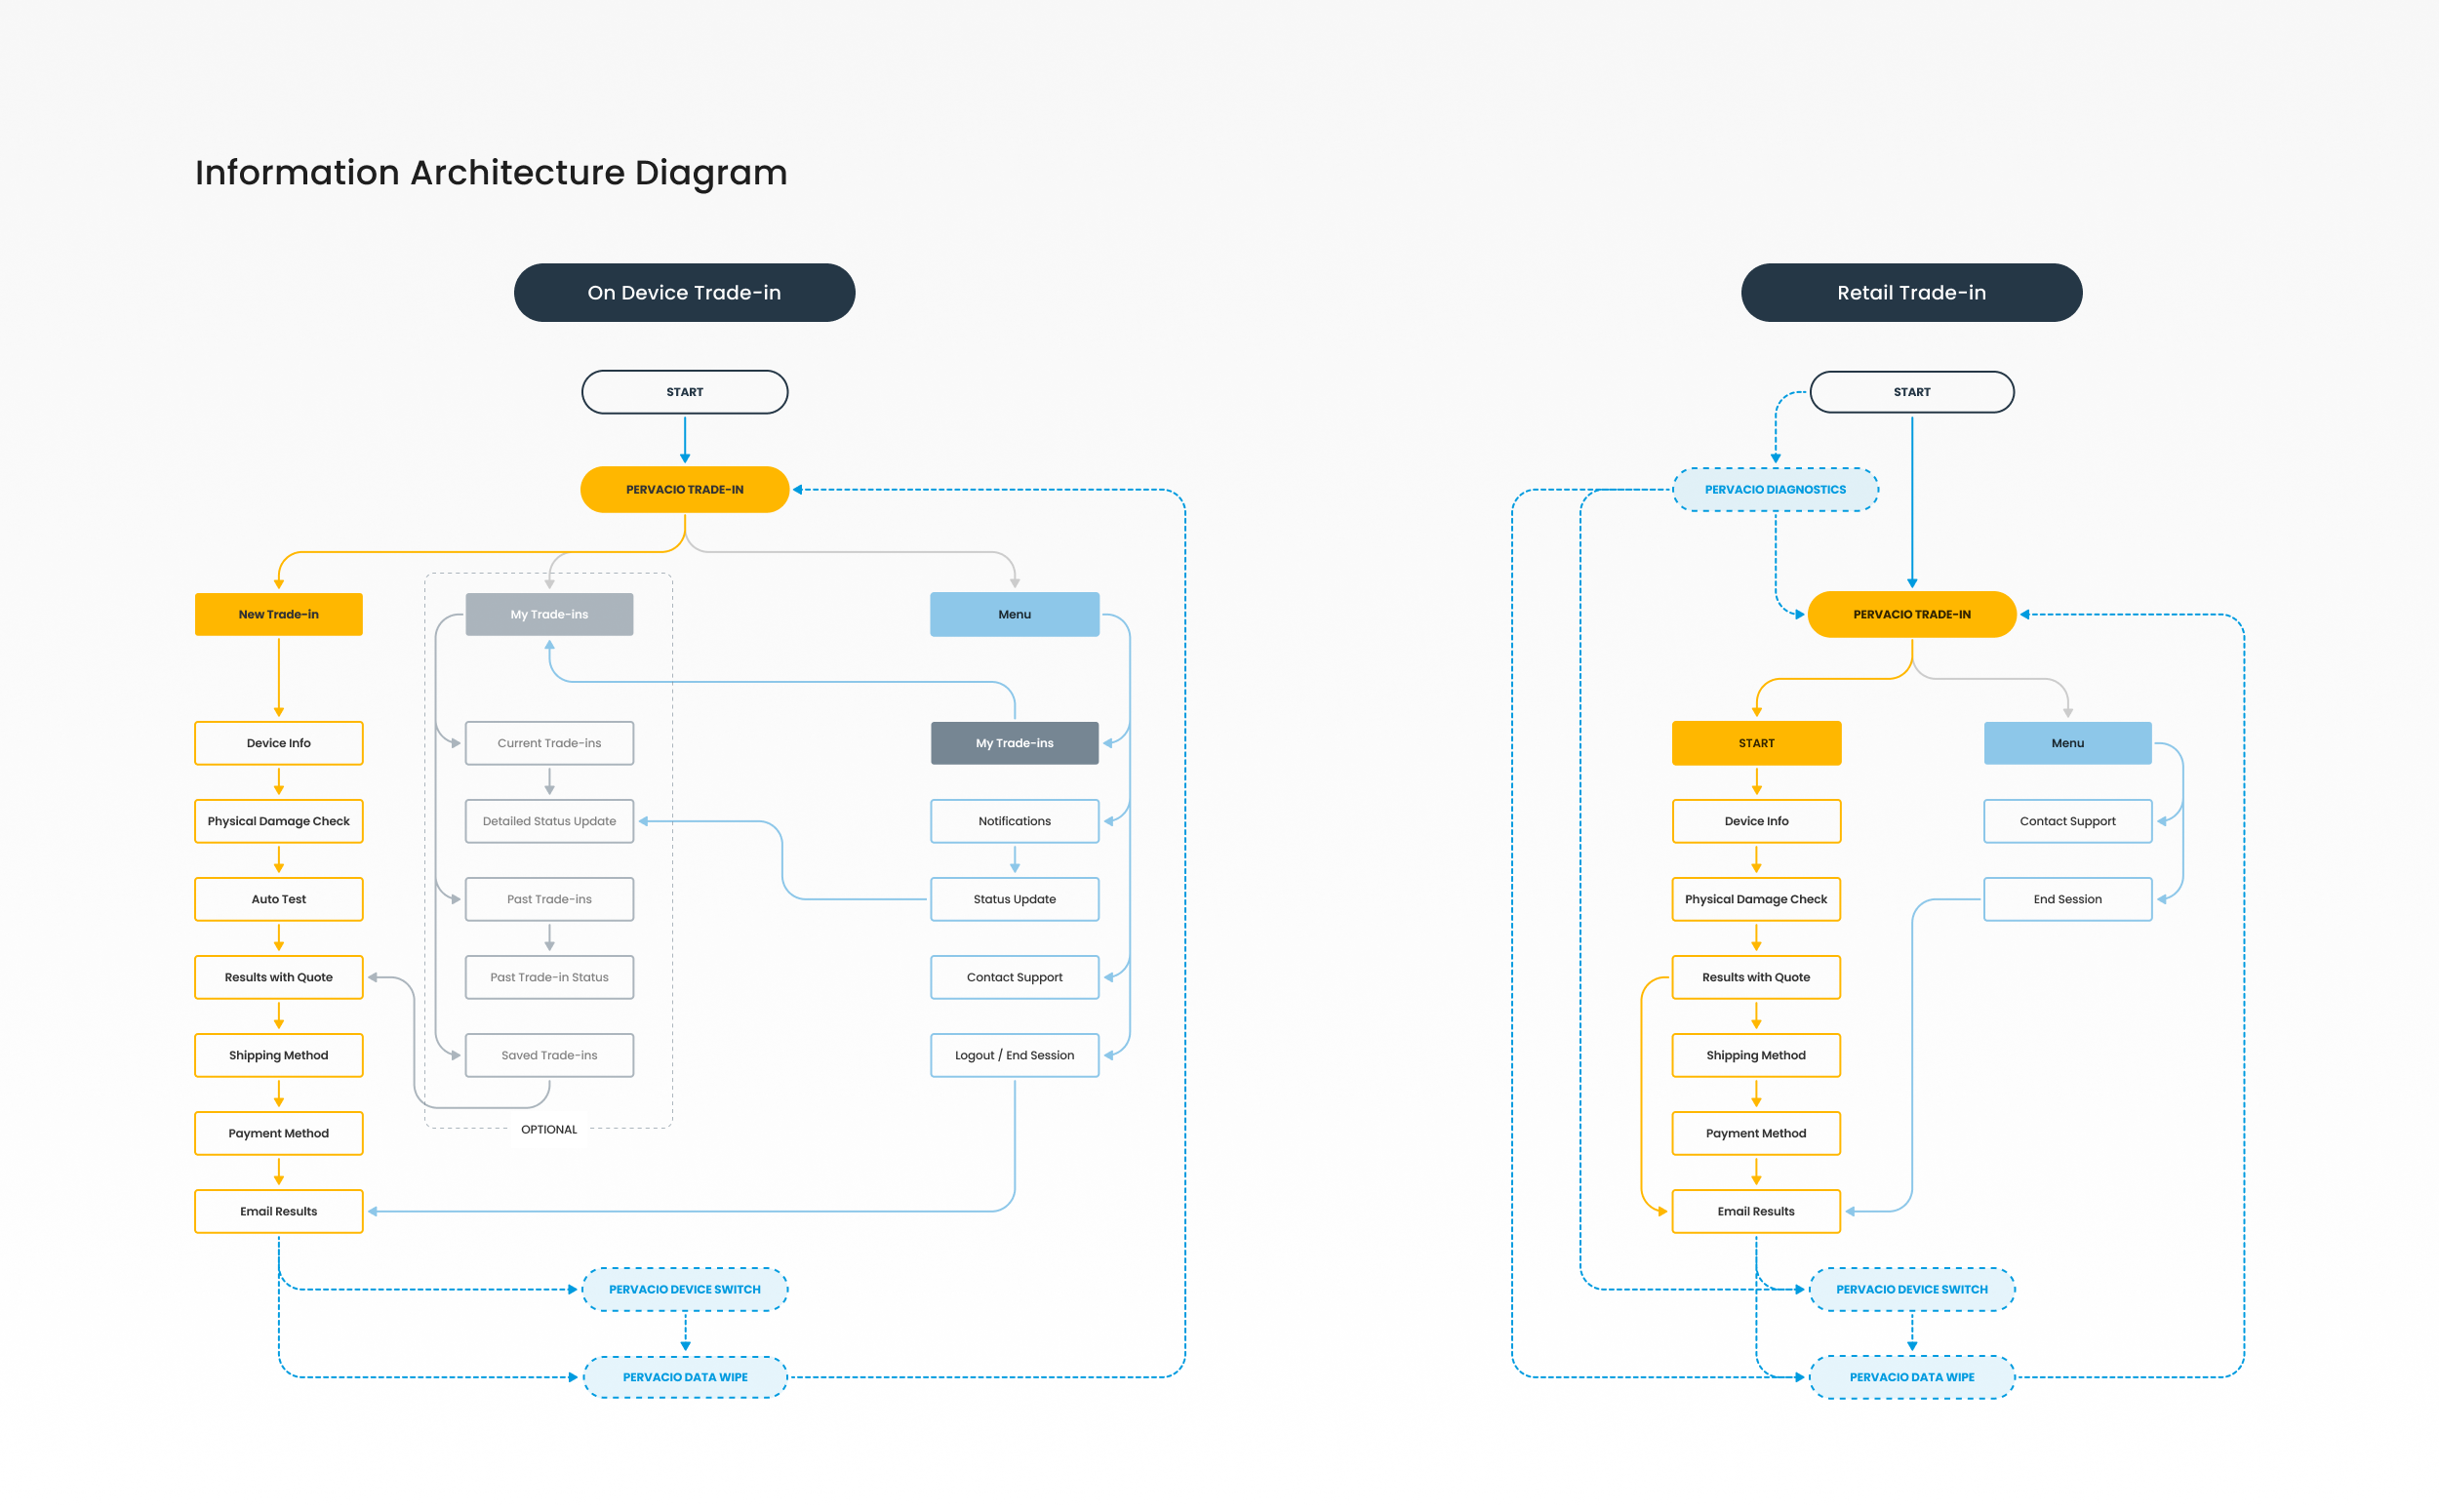 Information Architecture Diagram
On Device Trade-in
START
PERVACIO TRADE-IN
New Trade-in
My Trade-ins
Menu
Device Info
Current Trade-ins
My Trade-ins
Physical Damage Check
Detailed Status Update
Notifications
Auto Test
Past Trade-ins
Status Update
Results with Quote
Past Trade-in Status
Contact Support
Shipping Method
Saved Trade-ins
Logout / End Session
Payment Method
OPTIONAL
Email Results
PERVACIO DEVICE SWITCH
PERVACIO DATA WIPE
Retail Trade-in
START
PERVACIO DIAGNOSTICS
PERVACIO TRADE-IN
START
Menu
Device Info
Contact Support
Physical Damage Check
End Session
Results with Quote
Shipping Method
Payment Method
Email Results
PERVACIO DEVICE SWITCH
PERVACIO DATA WIPE